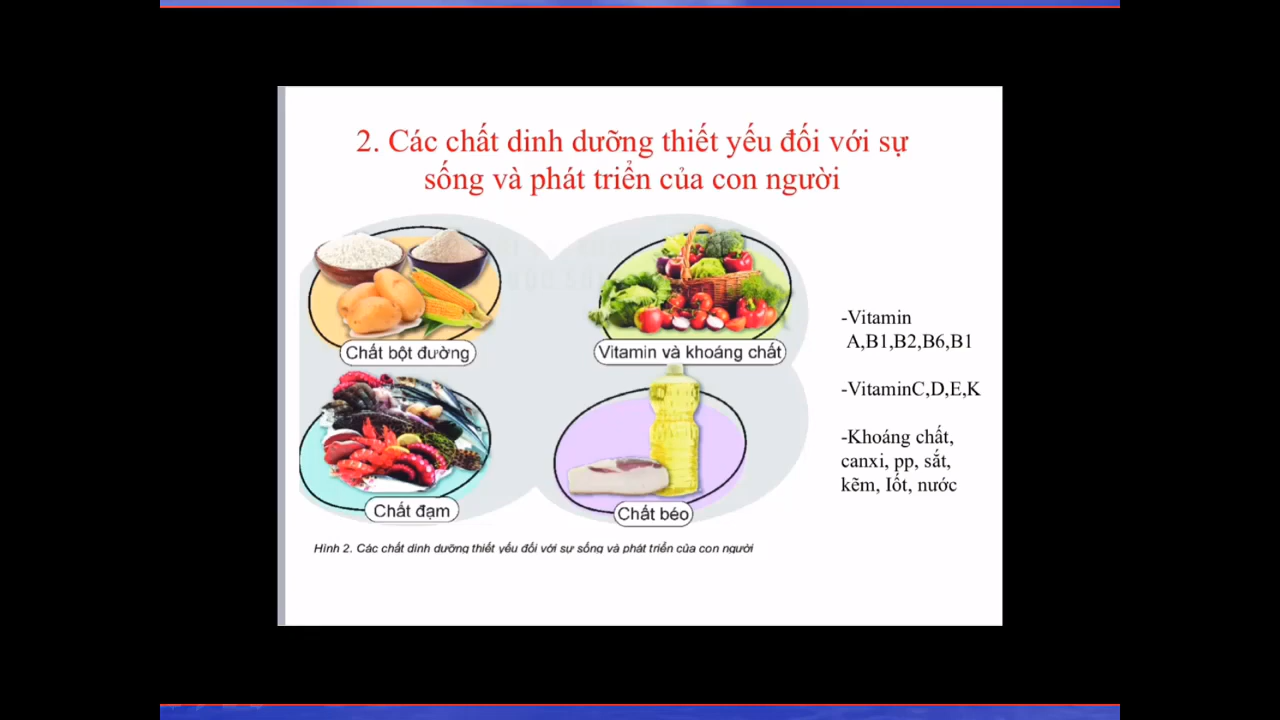 2. Các chất dinh dưỡng thiết yếu đối với sự
sống và phát triển của con người
Chất bột đường
Vitamin và khoáng chất
Chất đạm
Chất béo
-Vitamin
A,B1,B2,B6,B1
-VitaminC,D,E,K
-Khoáng chất,
canxi, pp, sắt,
kẽm, Iốt, nước
Hình 2. Các chất dinh dưỡng thiết yếu đối với sự sống và phát triển của con người